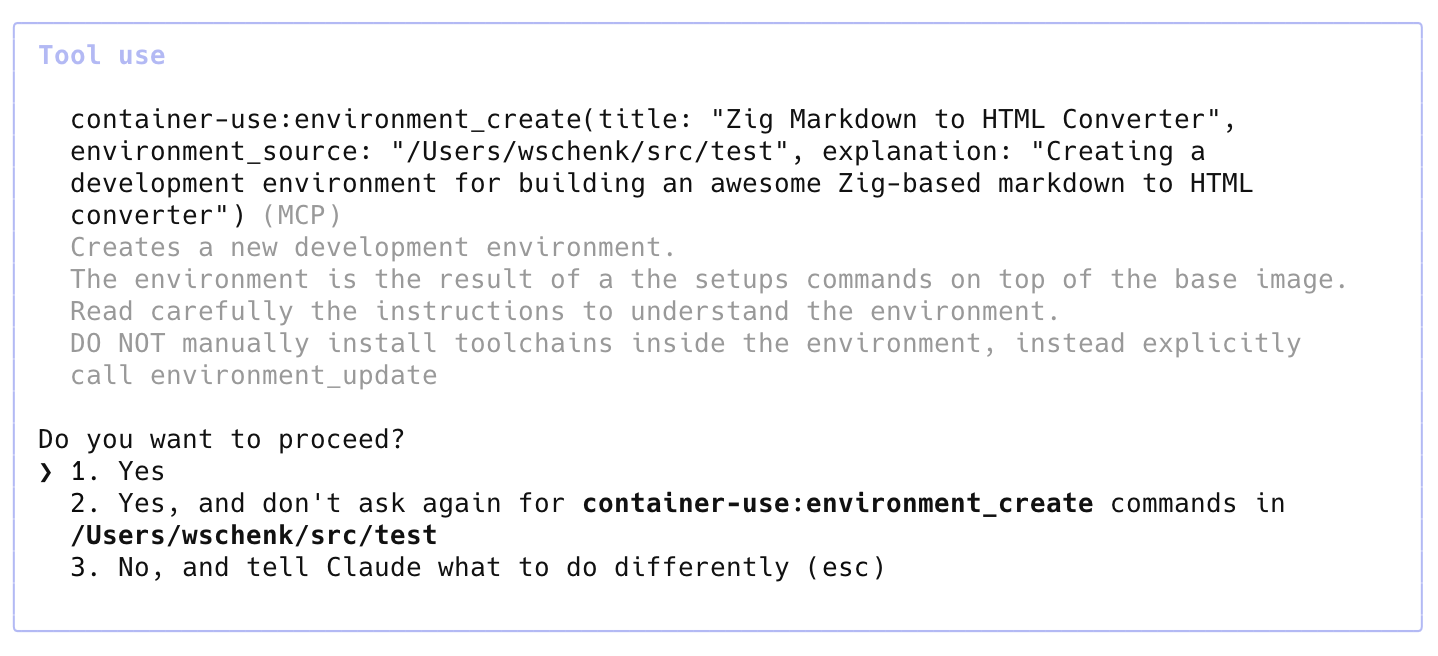 Tool use
container-use:environment_create(title: "Zig Markdown to HTML Converter",
environment_source: "/Users/wschenk/src/test", explanation: "Creating a
development environment for building an awesome Zig-based markdown to HTML
converter") (MCP)
Creates a new development environment.
The environment is the result of a the setups commands on top of the base image.
Read carefully the instructions to understand the environment.
DO NOT manually install toolchains inside the environment, instead explicitly
call environment_update
Do you want to proceed?
❯ 1. Yes
2. Yes, and don't ask again for container-use:environment_create commands in
/Users/wschenk/src/test
3. No, and tell Claude what to do differently (esc)